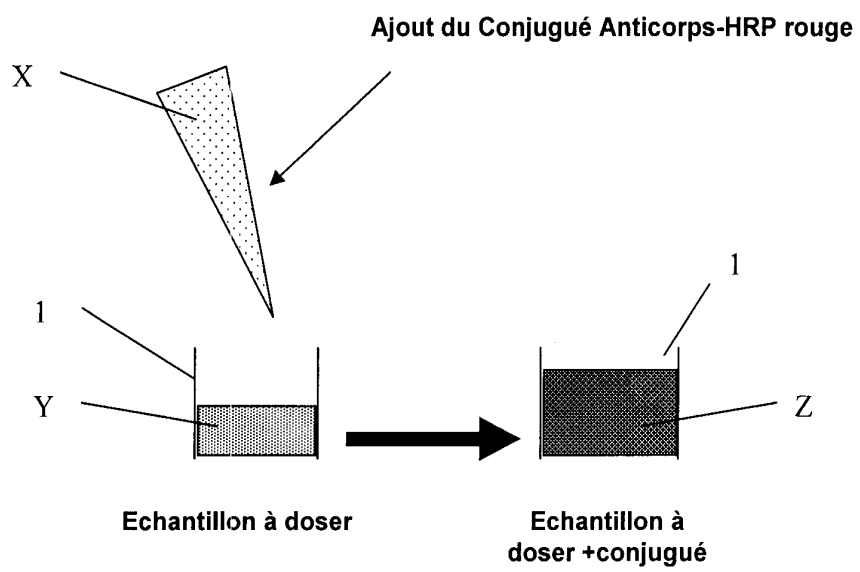 Ajout du Conjugué Anticorps-HRP rouge
X
1
1
Y
Z
Echantillon à doser
Echantillon à
doser +conjugué